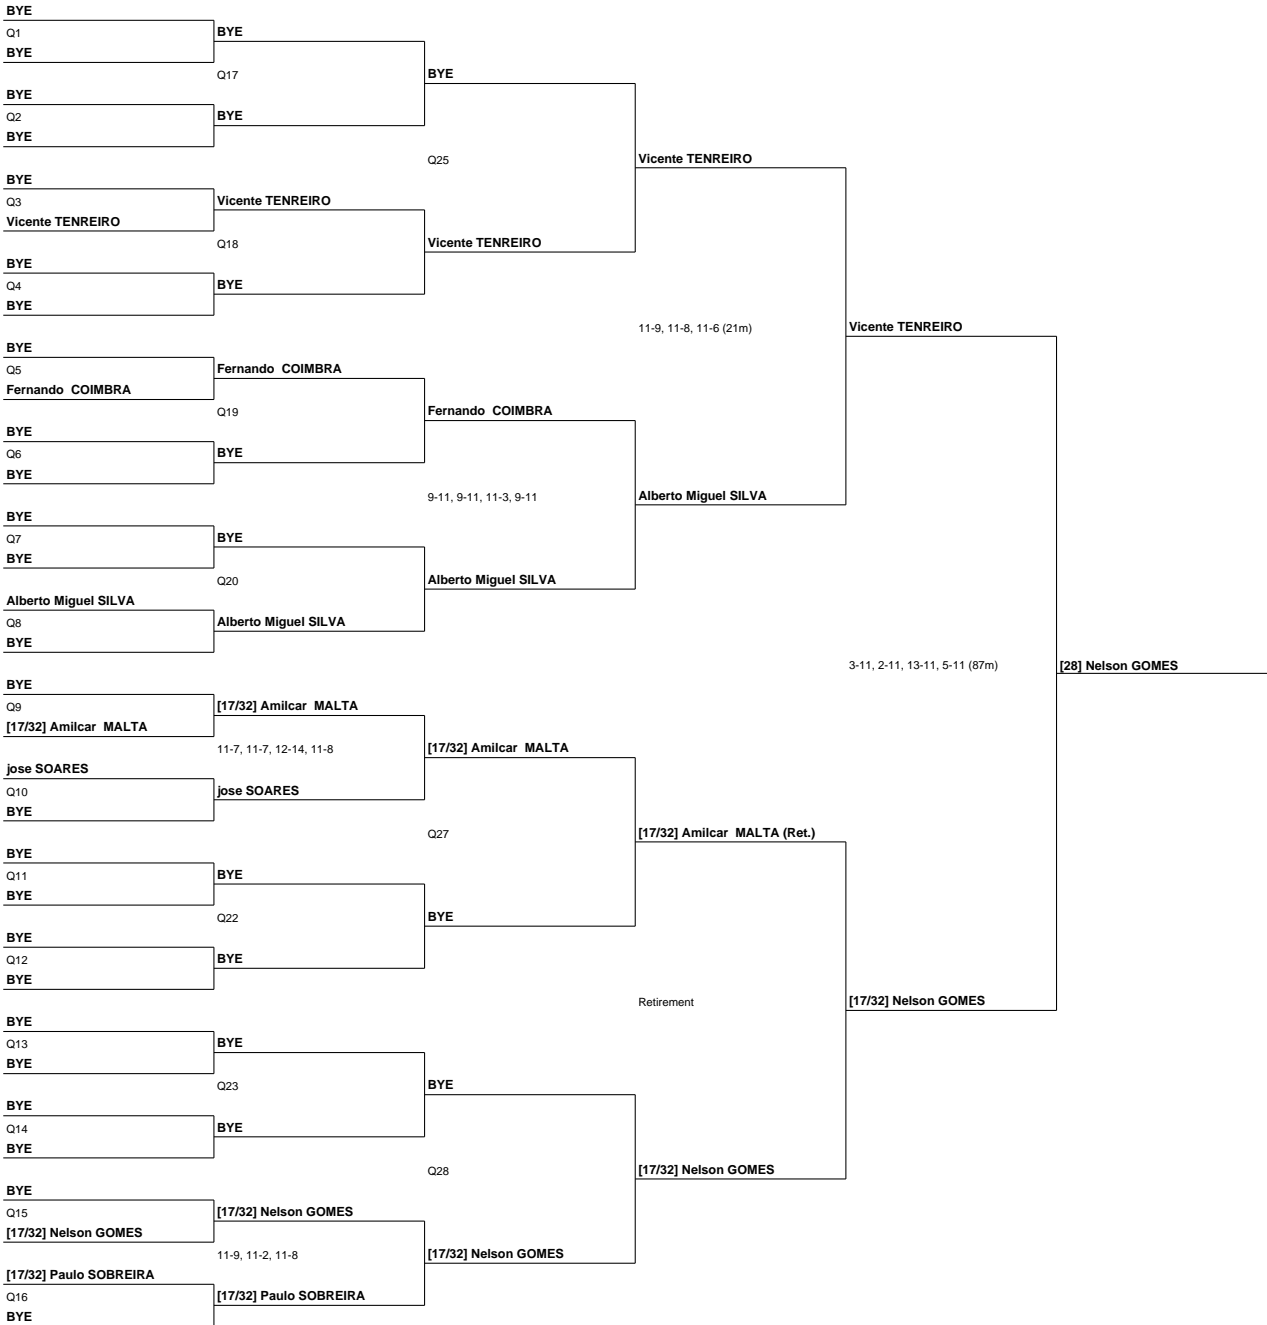 BYE
Q1
BYE
BYE
Q17
BYE
BYE
Q2
BYE
BYE
Q25
Vicente TENREIRO
BYE
Q3
Vicente TENREIRO
Vicente TENREIRO
Q18
Vicente TENREIRO
BYE
Q4
BYE
BYE
11-9, 11-8, 11-6 (21m)
Vicente TENREIRO
BYE
Q5
Fernando  COIMBRA
Fernando  COIMBRA
Q19
Fernando  COIMBRA
BYE
Q6
BYE
BYE
9-11, 9-11, 11-3, 9-11
Alberto Miguel SILVA
BYE
Q7
BYE
BYE
Q20
Alberto Miguel SILVA
Alberto Miguel SILVA
Q8
Alberto Miguel SILVA
BYE
3-11, 2-11, 13-11, 5-11 (87m)
[28] Nelson GOMES
BYE
Q9
[17/32] Amilcar  MALTA
[17/32] Amilcar  MALTA
11-7, 11-7, 12-14, 11-8
[17/32] Amilcar  MALTA
jose SOARES
Q10
jose SOARES
BYE
Q27
[17/32] Amilcar  MALTA (Ret.)
BYE
Q11
BYE
BYE
Q22
BYE
BYE
Q12
BYE
BYE
Retirement
[17/32] Nelson GOMES
BYE
Q13
BYE
BYE
Q23
BYE
BYE
Q14
BYE
BYE
Q28
[17/32] Nelson GOMES
BYE
Q15
[17/32] Nelson GOMES
[17/32] Nelson GOMES
11-9, 11-2, 11-8
[17/32] Nelson GOMES
[17/32] Paulo SOBREIRA
Q16
[17/32] Paulo SOBREIRA
BYE